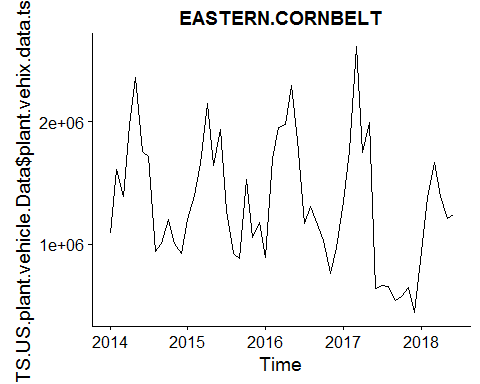 EASTERN.CORNBELT
TS.US.plant.vehicle.Data$plant.vehix.data.ts
2e+06
1e+06
2014 2015 2016 2017 2018
Time